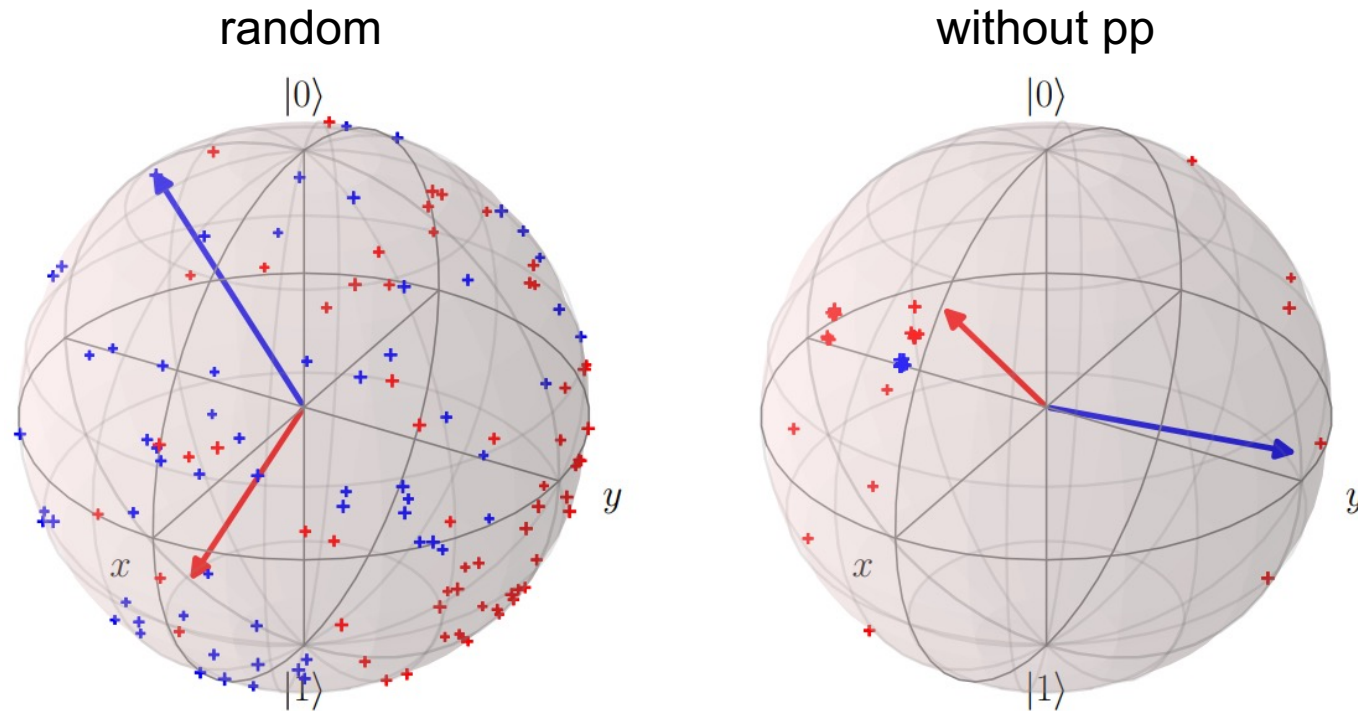 random
without pp
|0⟩
|0⟩
y
y
x
x
|1⟩
|1⟩